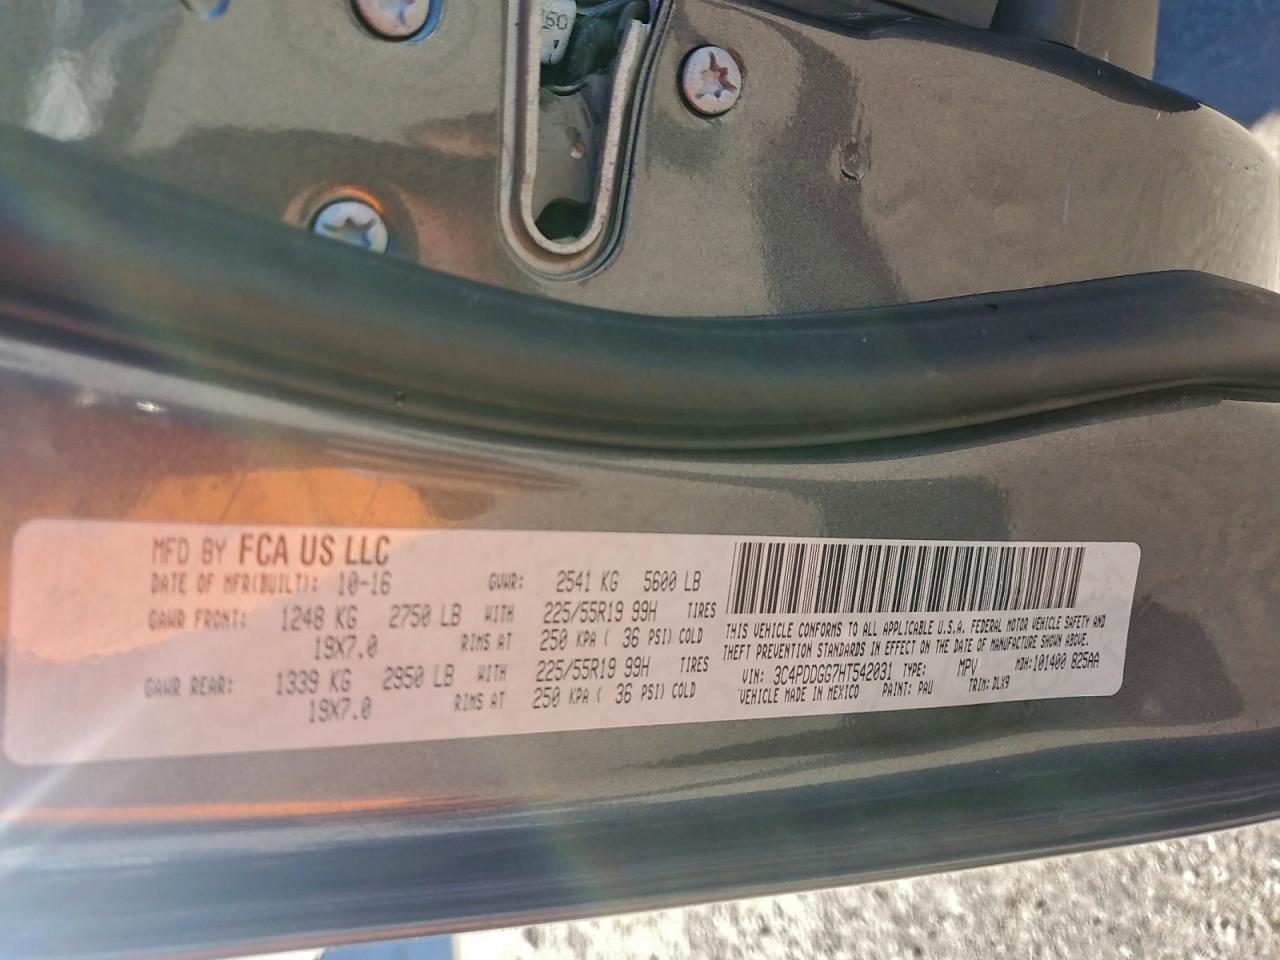 60
MFD BY FCA US LLC
DATE OF MFR(BUILT): 10-16 GVWR: 2541 KG 5600 LB
GAWR FRONT: 1248 KG 2750 LB WITH 225/55R19 99H TIRES
19X7.0 RIMS AT 250 KPA ( 36 PSI) COLD
GAWR REAR: 1339 KG 2950 LB WITH 225/55R19 99H TIRES
19X7.0 RIMS AT 250 KPA ( 36 PSI) COLD
THIS VEHICLE CONFORMS TO ALL APPLICABLE U.S.A. FEDERAL MOTOR VEHICLE SAFETY AND
THEFT PREVENTION STANDARDS IN EFFECT ON THE DATE OF MANUFACTURE SHOWN ABOVE.
VIN: 3C4PDDGG7HT542031 TYPE: MPV MDH:101400 825AA
VEHICLE MADE IN MEXICO PAINT: PAU TRIM: DLX9